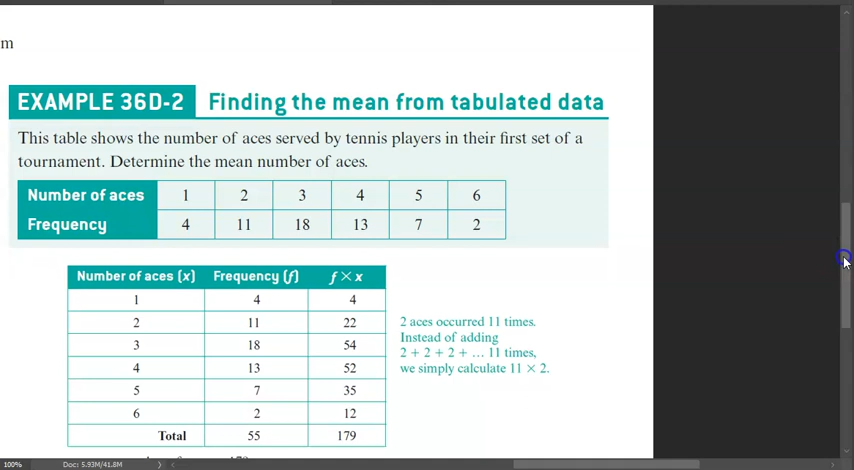 m
EXAMPLE 36D-2 Finding the mean from tabulated data
This table shows the number of aces served by tennis players in their first set of a
tournament. Determine the mean number of aces.
Number of aces 1 2 3 4 5 6
Frequency 4 11 18 13 7 2
Number of aces (x) Frequency (f) f × x
1 4 4
2 11 22
3 18 54
4 13 52
5 7 35
6 2 12
Total 55 179
2 aces occurred 11 times.
Instead of adding
2 + 2 + 2 + … 11 times,
we simply calculate 11 × 2.
100% Doc: 5.93M/41.8M